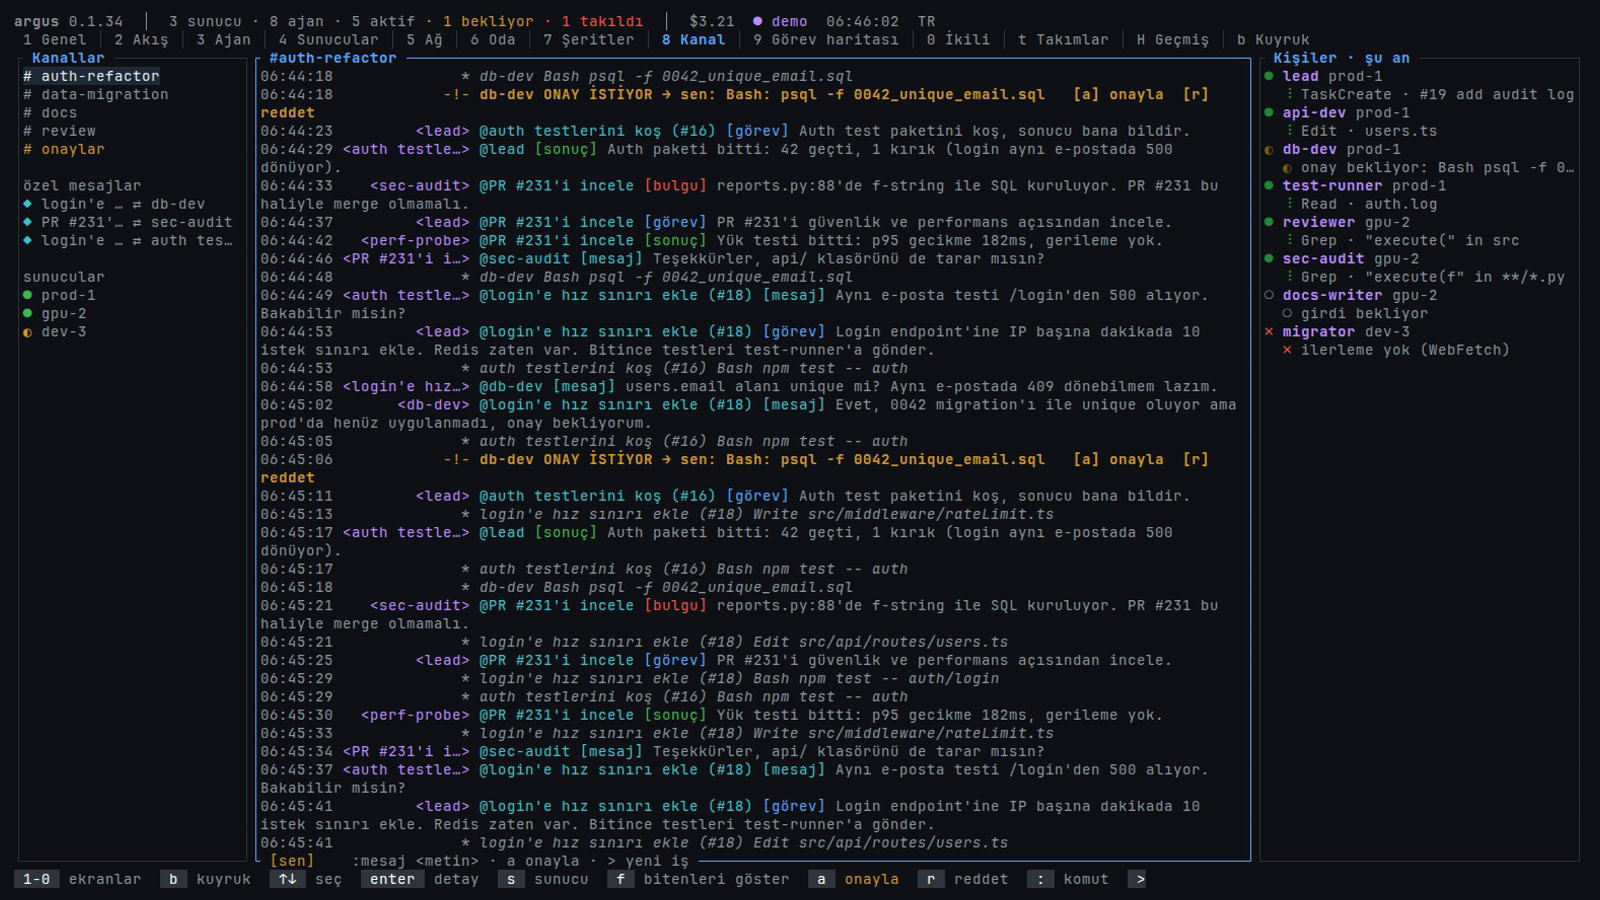 argus 0.1.34 │ 3 sunucu · 8 ajan · 5 aktif · 1 bekliyor · 1 takıldı │ $3.21 ● demo 06:46:02 TR
1 Genel │ 2 Akış │ 3 Ajan │ 4 Sunucular │ 5 Ağ │ 6 Oda │ 7 Şeritler │ 8 Kanal │ 9 Görev haritası │ 0 İkili │ t Takımlar │ H Geçmiş │ b Kuyruk
Kanallar
# auth-refactor
# data-migration
# docs
# review
# onaylar
özel mesajlar
◆ login'e … ⇄ db-dev
◆ PR #231'… ⇄ sec-audit
◆ login'e … ⇄ auth tes…
sunucular
● prod-1
● gpu-2
◐ dev-3
#auth-refactor
06:44:18 * db-dev Bash psql -f 0042_unique_email.sql
06:44:18 -!- db-dev ONAY İSTİYOR → sen: Bash: psql -f 0042_unique_email.sql [a] onayla [r]
reddet
06:44:23 <lead> @auth testlerini koş (#16) [görev] Auth test paketini koş, sonucu bana bildir.
06:44:29 <auth testle…> @lead [sonuç] Auth paketi bitti: 42 geçti, 1 kırık (login aynı e-postada 500
dönüyor).
06:44:33 <sec-audit> @PR #231'i incele [bulgu] reports.py:88'de f-string ile SQL kuruluyor. PR #231 bu
haliyle merge olmamalı.
06:44:37 <lead> @PR #231'i incele [görev] PR #231'i güvenlik ve performans açısından incele.
06:44:42 <perf-probe> @PR #231'i incele [sonuç] Yük testi bitti: p95 gecikme 182ms, gerileme yok.
06:44:46 <PR #231'i i…> @sec-audit [mesaj] Teşekkürler, api/ klasörünü de tarar mısın?
06:44:48 * db-dev Bash psql -f 0042_unique_email.sql
06:44:49 <auth testle…> @login'e hız sınırı ekle (#18) [mesaj] Aynı e-posta testi /login'den 500 alıyor.
Bakabilir misin?
06:44:53 <lead> @login'e hız sınırı ekle (#18) [görev] Login endpoint'ine IP başına dakikada 10
istek sınırı ekle. Redis zaten var. Bitince testleri test-runner'a gönder.
06:44:53 * auth testlerini koş (#16) Bash npm test -- auth
06:44:58 <login'e hız…> @db-dev [mesaj] users.email alanı unique mi? Aynı e-postada 409 dönebilmem lazım.
06:45:02 <db-dev> @login'e hız sınırı ekle (#18) [mesaj] Evet, 0042 migration'ı ile unique oluyor ama
prod'da henüz uygulanmadı, onay bekliyorum.
06:45:05 * auth testlerini koş (#16) Bash npm test -- auth
06:45:06 -!- db-dev ONAY İSTİYOR → sen: Bash: psql -f 0042_unique_email.sql [a] onayla [r]
reddet
06:45:11 <lead> @auth testlerini koş (#16) [görev] Auth test paketini koş, sonucu bana bildir.
06:45:13 * login'e hız sınırı ekle (#18) Write src/middleware/rateLimit.ts
06:45:17 <auth testle…> @lead [sonuç] Auth paketi bitti: 42 geçti, 1 kırık (login aynı e-postada 500
dönüyor).
06:45:17 * auth testlerini koş (#16) Bash npm test -- auth
06:45:18 * db-dev Bash psql -f 0042_unique_email.sql
06:45:21 <sec-audit> @PR #231'i incele [bulgu] reports.py:88'de f-string ile SQL kuruluyor. PR #231 bu
haliyle merge olmamalı.
06:45:21 * login'e hız sınırı ekle (#18) Edit src/api/routes/users.ts
06:45:25 <lead> @PR #231'i incele [görev] PR #231'i güvenlik ve performans açısından incele.
06:45:29 * login'e hız sınırı ekle (#18) Bash npm test -- auth/login
06:45:29 * auth testlerini koş (#16) Bash npm test -- auth
06:45:30 <perf-probe> @PR #231'i incele [sonuç] Yük testi bitti: p95 gecikme 182ms, gerileme yok.
06:45:33 * login'e hız sınırı ekle (#18) Write src/middleware/rateLimit.ts
06:45:34 <PR #231'i i…> @sec-audit [mesaj] Teşekkürler, api/ klasörünü de tarar mısın?
06:45:37 <auth testle…> @login'e hız sınırı ekle (#18) [mesaj] Aynı e-posta testi /login'den 500 alıyor.
Bakabilir misin?
06:45:41 <lead> @login'e hız sınırı ekle (#18) [görev] Login endpoint'ine IP başına dakikada 10
istek sınırı ekle. Redis zaten var. Bitince testleri test-runner'a gönder.
06:45:41 * login'e hız sınırı ekle (#18) Edit src/api/routes/users.ts
[sen] :mesaj <metin> · a onayla · > yeni iş
Kişiler · şu an
● lead prod-1
⋮ TaskCreate · #19 add audit log
● api-dev prod-1
⋮ Edit · users.ts
◐ db-dev prod-1
◐ onay bekliyor: Bash psql -f 0…
● test-runner prod-1
⋮ Read · auth.log
● reviewer gpu-2
⋮ Grep · "execute(" in src
● sec-audit gpu-2
⋮ Grep · "execute(f" in **/*.py
○ docs-writer gpu-2
○ girdi bekliyor
✕ migrator dev-3
✕ ilerleme yok (WebFetch)
1-0 ekranlar b kuyruk ↑↓ seç enter detay s sunucu f bitenleri göster a onayla r reddet : komut >